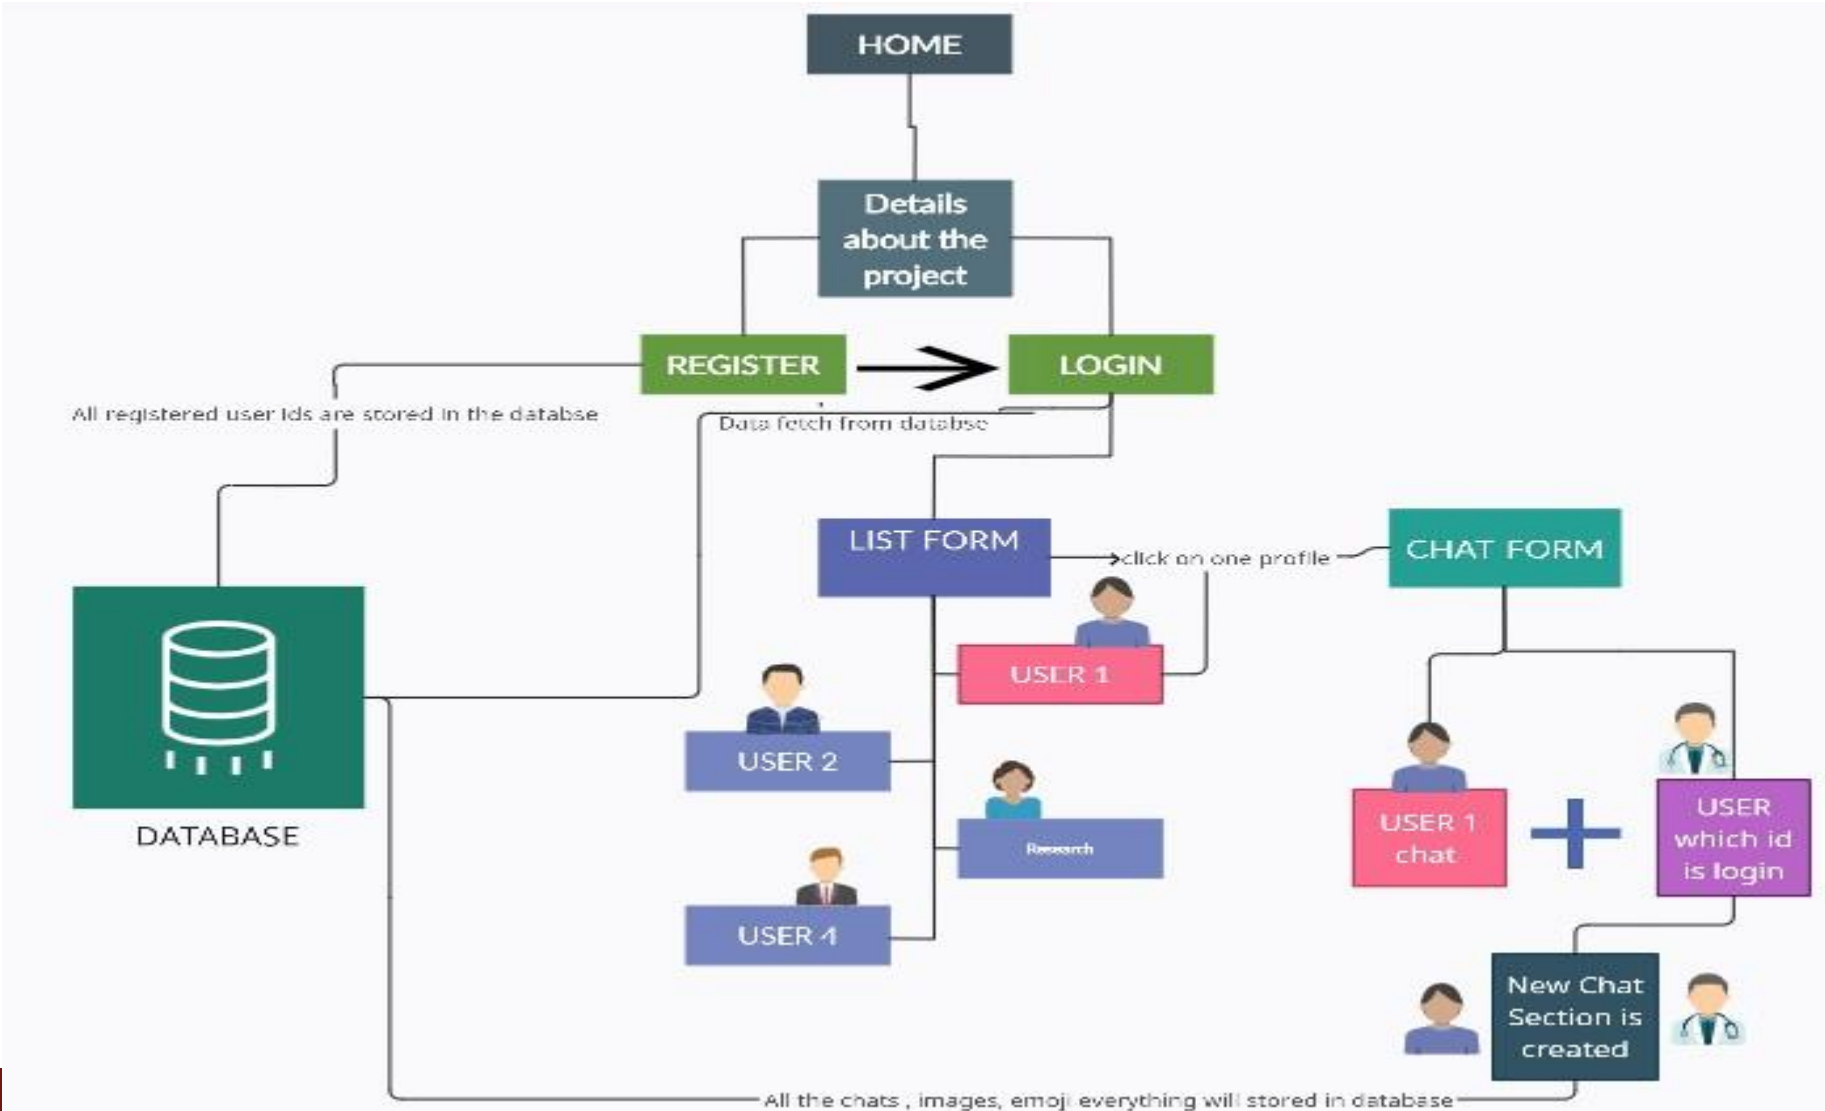 HOME
Details
about the
project
REGISTER
LOGIN
All registered user ids are stored in the databse
Data fetch from databse
LIST FORM
click on one profile
CHAT FORM
USER 1
USER 2
Research
USER 4
DATABASE
USER 1
chat
USER
which id
is login
New Chat
Section is
created
All the chats , images, emoji everything will stored in database